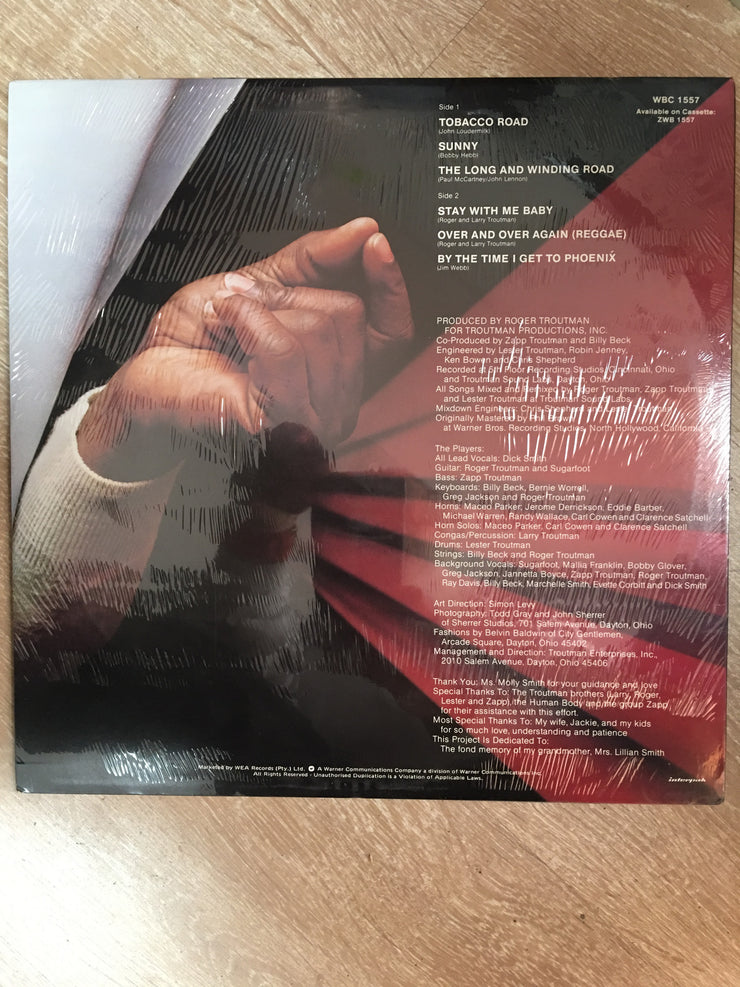 WBC 1557
Available on Cassette:
ZWB 1557
Side 1
TOBACCO ROAD
(John Loudermilk)
SUNNY
(Bobby Hebb)
THE LONG AND WINDING ROAD
(Paul McCartney/John Lennon)
Side 2
STAY WITH ME BABY
(Roger and Larry Troutman)
OVER AND OVER AGAIN (REGGAE)
(Roger and Larry Troutman)
BY THE TIME I GET TO PHOENIX
(Jim Webb)
PRODUCED BY ROGER TROUTMAN
FOR TROUTMAN PRODUCTIONS, INC.
Co-Produced by Zapp Troutman and Billy Beck
Engineered by Lester Troutman, Robin Jenney,
Ken Bowen and Chris Shepherd
Recorded at Floor Recording Studios, Cincinnati, Ohio
and Troutman Sound Labs, Dayton, Ohio
All Songs Mixed and Remixed by Roger Troutman, Zapp Troutman
and Lester Troutman at Troutman Sound Labs
Mixdown Engineers: Chris Shepherd and Troutman
Originally Mastered by
at Warner Bros. Recording Studios, North Hollywood, California
The Players:
All Lead Vocals: Dick Smith
Guitar: Roger Troutman and Sugarfoot
Bass: Zapp Troutman
Keyboards: Billy Beck, Bernie Worrell,
Greg Jackson and Roger Troutman
Horns: Maceo Parker, Jerome Derrickson, Eddie Barber,
Michael Warren, Randy Wallace, Carl Cowen and Clarence Satchell
Horn Solos: Maceo Parker, Carl Cowen and Clarence Satchell
Congas/Percussion: Larry Troutman
Drums: Lester Troutman
Strings: Billy Beck and Roger Troutman
Background Vocals: Sugarfoot, Mallia Franklin, Bobby Glover,
Greg Jackson, Jannetta Boyce, Zapp Troutman, Roger Troutman,
Ray Davis, Billy Beck, Marchelle Smith, Evette Corbitt and Dick Smith
Art Direction: Simon Levy
Photography: Todd Gray and John Sherrer
of Sherrer Studios, 701 Salem Avenue, Dayton, Ohio
Fashions by Belvin Baldwin of City Gentlemen,
Arcade Square, Dayton, Ohio 45402
Management and Direction: Troutman Enterprises, Inc.,
2010 Salem Avenue, Dayton, Ohio 45406
Thank You: Ms. Molly Smith for your guidance and love
Special Thanks To: The Troutman brothers (Larry, Roger,
Lester and Zapp), the Human Body and the group Zapp
for their assistance with this effort.
Most Special Thanks To: My wife, Jackie, and my kids
for so much love, understanding and patience
This Project Is Dedicated To:
The fond memory of my grandmother, Mrs. Lillian Smith
Marketed by WEA Records (Pty.) Ltd. A Warner Communications Company a division of Warner Communications Inc.
All Rights Reserved - Unauthorised Duplication is a Violation of Applicable Laws.
interpak